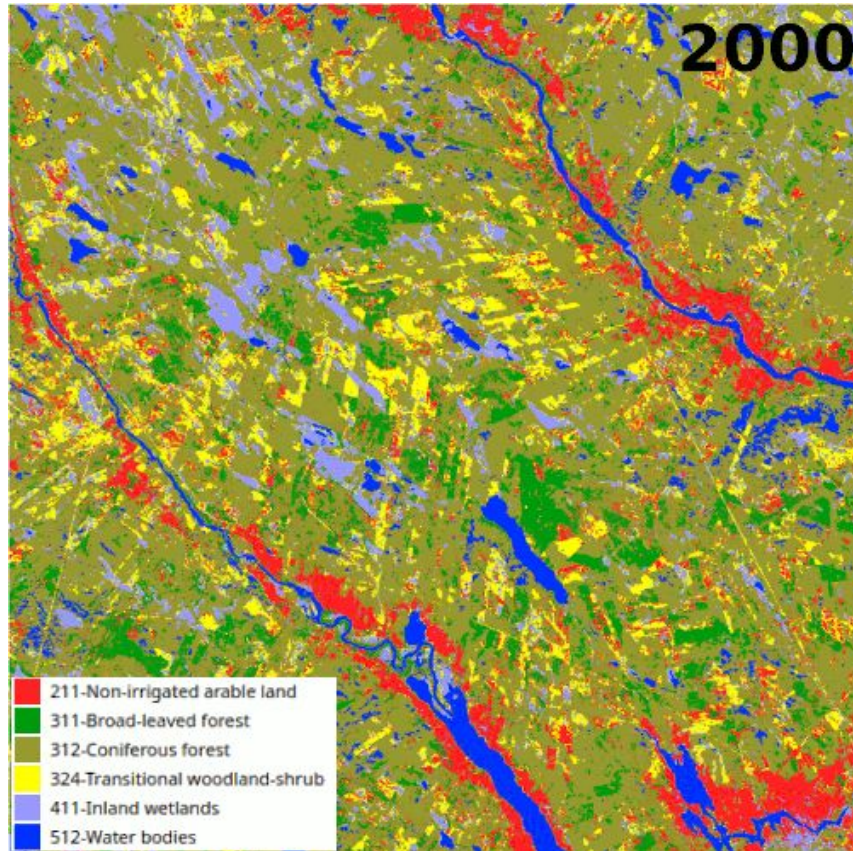 2000
211-Non-irrigated arable land
311-Broad-leaved forest
312-Coniferous forest
324-Transitional woodland-shrub
411-Inland wetlands
512-Water bodies